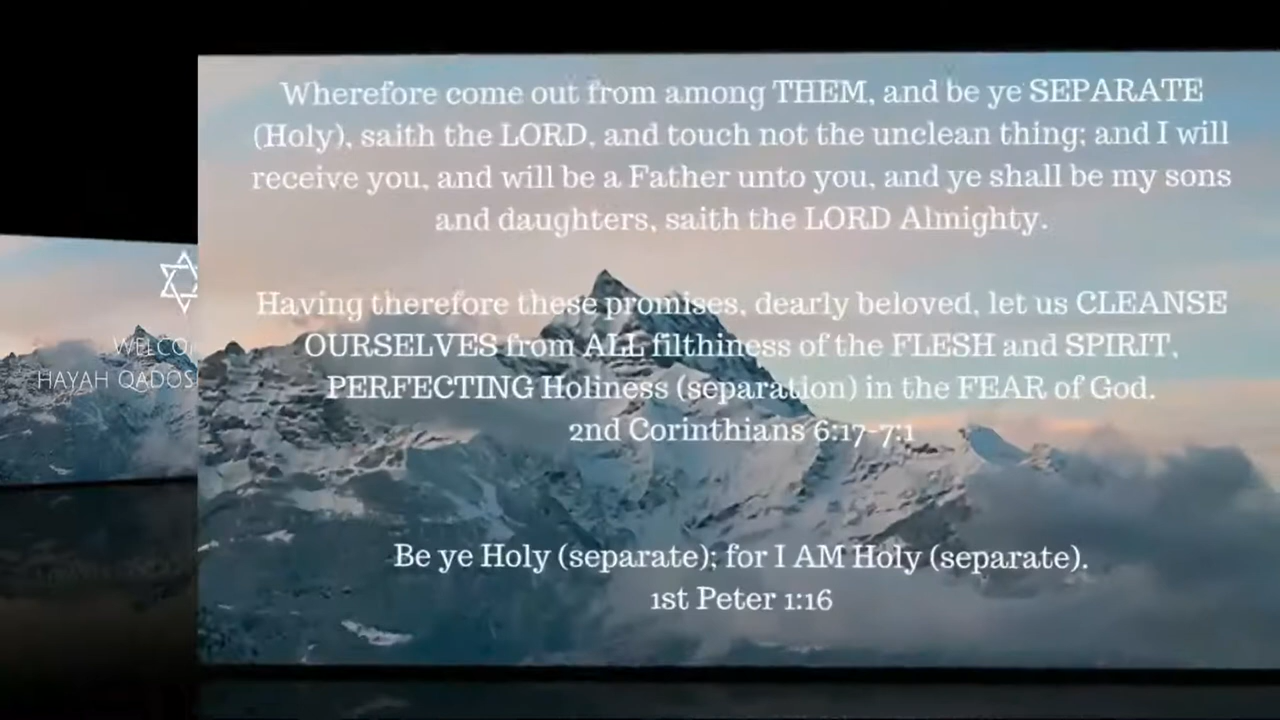 Wherefore come out from among THEM, and be ye SEPARATE
(Holy), saith the LORD, and touch not the unclean thing; and I will
receive you, and will be a Father unto you, and ye shall be my sons
and daughters, saith the LORD Almighty.
Having therefore these promises, dearly beloved, let us CLEANSE
OURSELVES from ALL filthiness of the FLESH and SPIRIT,
PERFECTING Holiness (separation) in the FEAR of God.
2nd Corinthians 6:17-7:1
Be ye Holy (separate); for I AM Holy (separate).
1st Peter 1:16
HAYAH